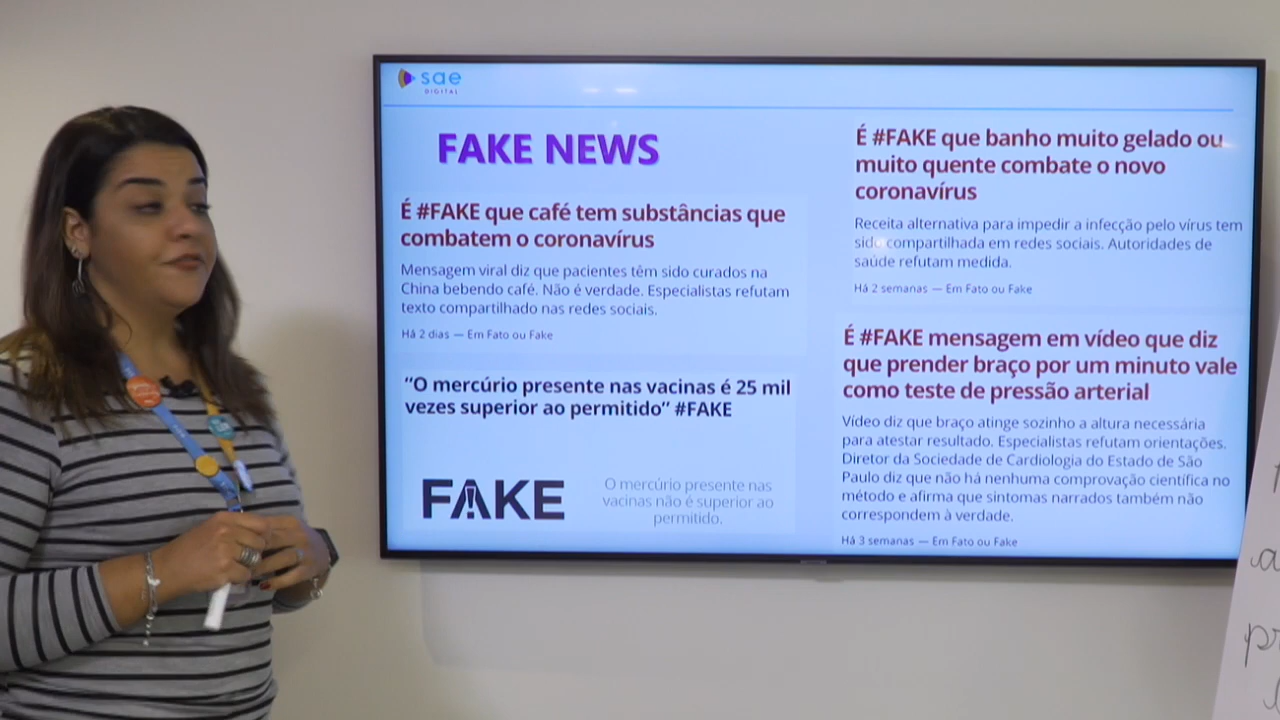 sae
DIGITAL
FAKE NEWS
É #FAKE que café tem substâncias que
combatem o coronavírus
Mensagem viral diz que pacientes têm sido curados na
China bebendo café. Não é verdade. Especialistas refutam
texto compartilhado nas redes sociais.
Há 2 dias — Em Fato ou Fake
"O mercúrio presente nas vacinas é 25 mil
vezes superior ao permitido" #FAKE
FAKE
O mercúrio presente nas
vacinas não é superior ao
permitido.
É #FAKE que banho muito gelado ou
muito quente combate o novo
coronavírus
Receita alternativa para impedir a infecção pelo vírus tem
sido compartilhada em redes sociais. Autoridades de
saúde refutam medida.
Há 2 semanas — Em Fato ou Fake
É #FAKE mensagem em vídeo que diz
que prender braço por um minuto vale
como teste de pressão arterial
Vídeo diz que braço atinge sozinho a altura necessária
para atestar resultado. Especialistas refutam orientações.
Diretor da Sociedade de Cardiologia do Estado de São
Paulo diz que não há nenhuma comprovação científica no
método e afirma que sintomas narrados também não
correspondem à verdade.
Há 3 semanas — Em Fato ou Fake